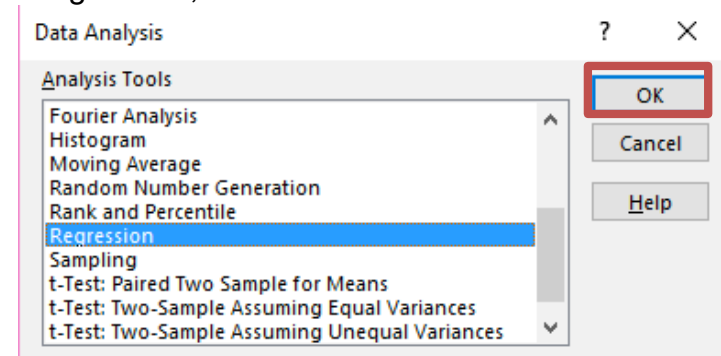 Data Analysis ? ×
Analysis Tools
Fourier Analysis
Histogram
Moving Average
Random Number Generation
Rank and Percentile
Regression
Sampling
t-Test: Paired Two Sample for Means
t-Test: Two-Sample Assuming Equal Variances
t-Test: Two-Sample Assuming Unequal Variances
OK
Cancel
Help